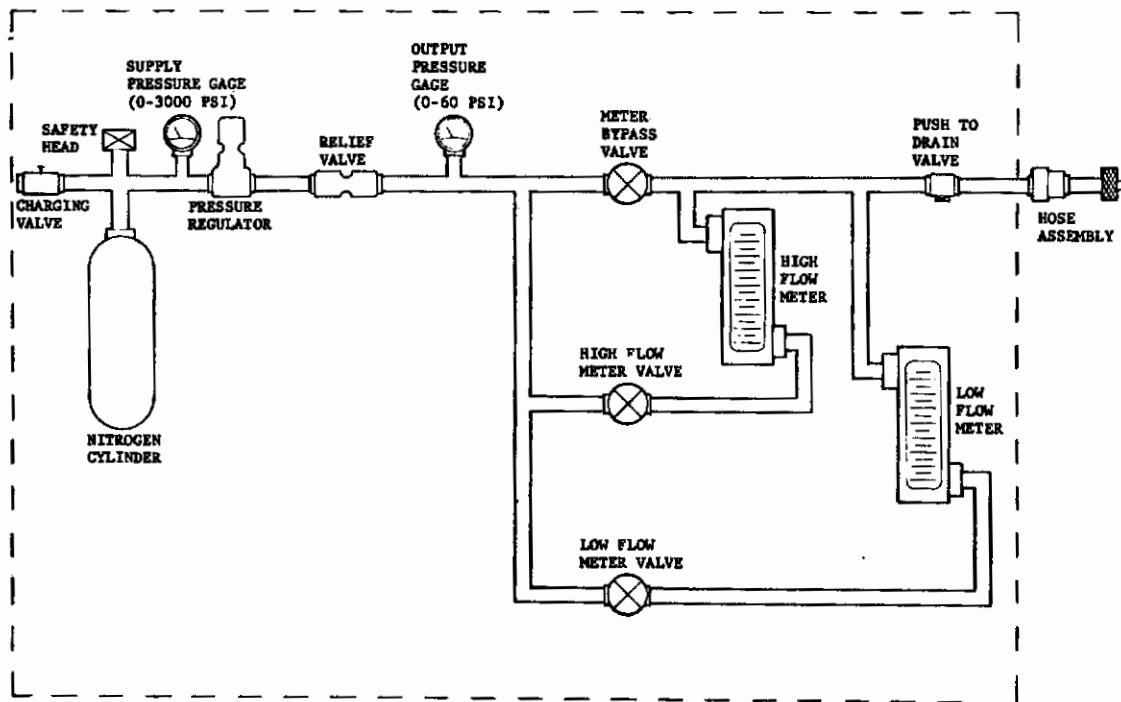 SUPPLY
PRESSURE GAGE
(0-3000 PSI)
OUTPUT
PRESSURE
GAGE
(0-60 PSI)
SAFETY
HEAD
RELIEF
VALVE
METER
BYPASS
VALVE
PUSH TO
DRAIN
VALVE
CHARGING
VALVE
PRESSURE
REGULATOR
HOSE
ASSEMBLY
HIGH
FLOW
METER
HIGH FLOW
METER VALVE
LOW
FLOW
METER
NITROGEN
CYLINDER
LOW FLOW
METER VALVE